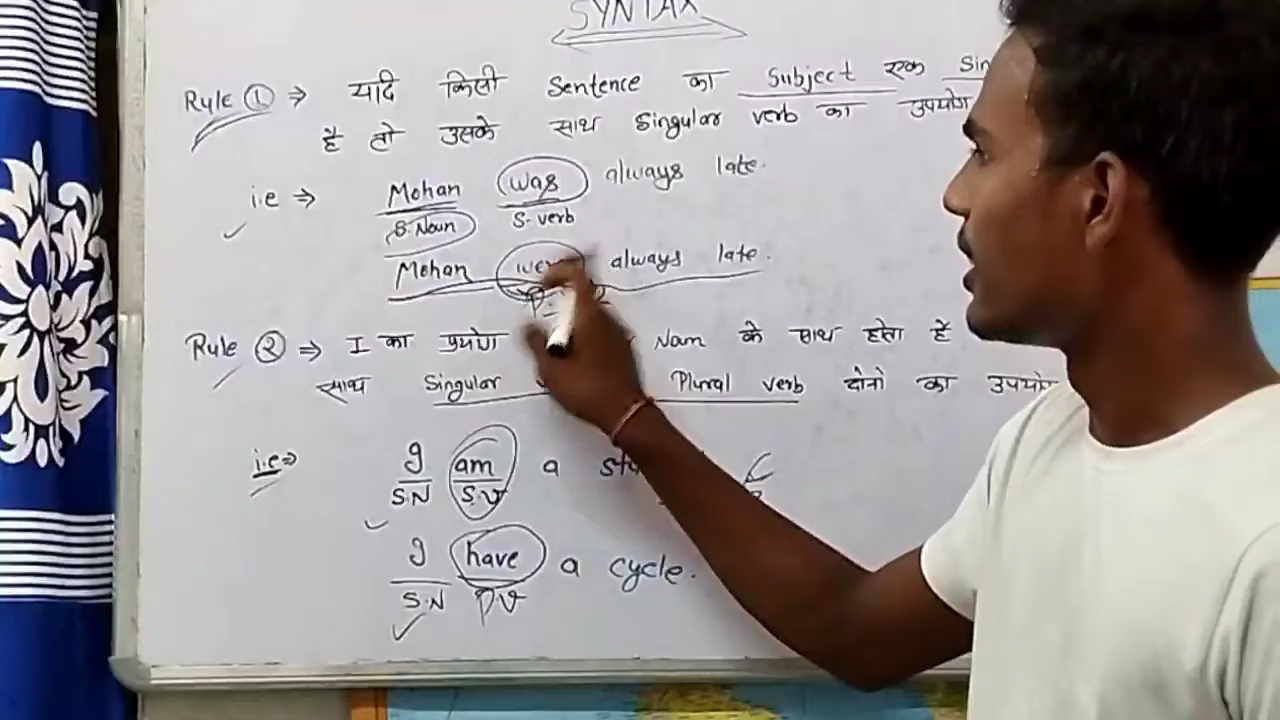 SYNTAX
Rule ① ⇒ यदि किसी Sentence का Subject एक Sin
है तो उसके साथ Singular verb का उपयोग
i.e ⇒ Mohan was always late.
S. Noun S. verb
Mohan were always late.
Rule ② ⇒ I का प्रयोग Nam के साथ होता है
साथ Singular Plural verb दोनो का उपयोग
i.e ⇒ I am a
S.N S.V
I have a cycle.
S.N P.V